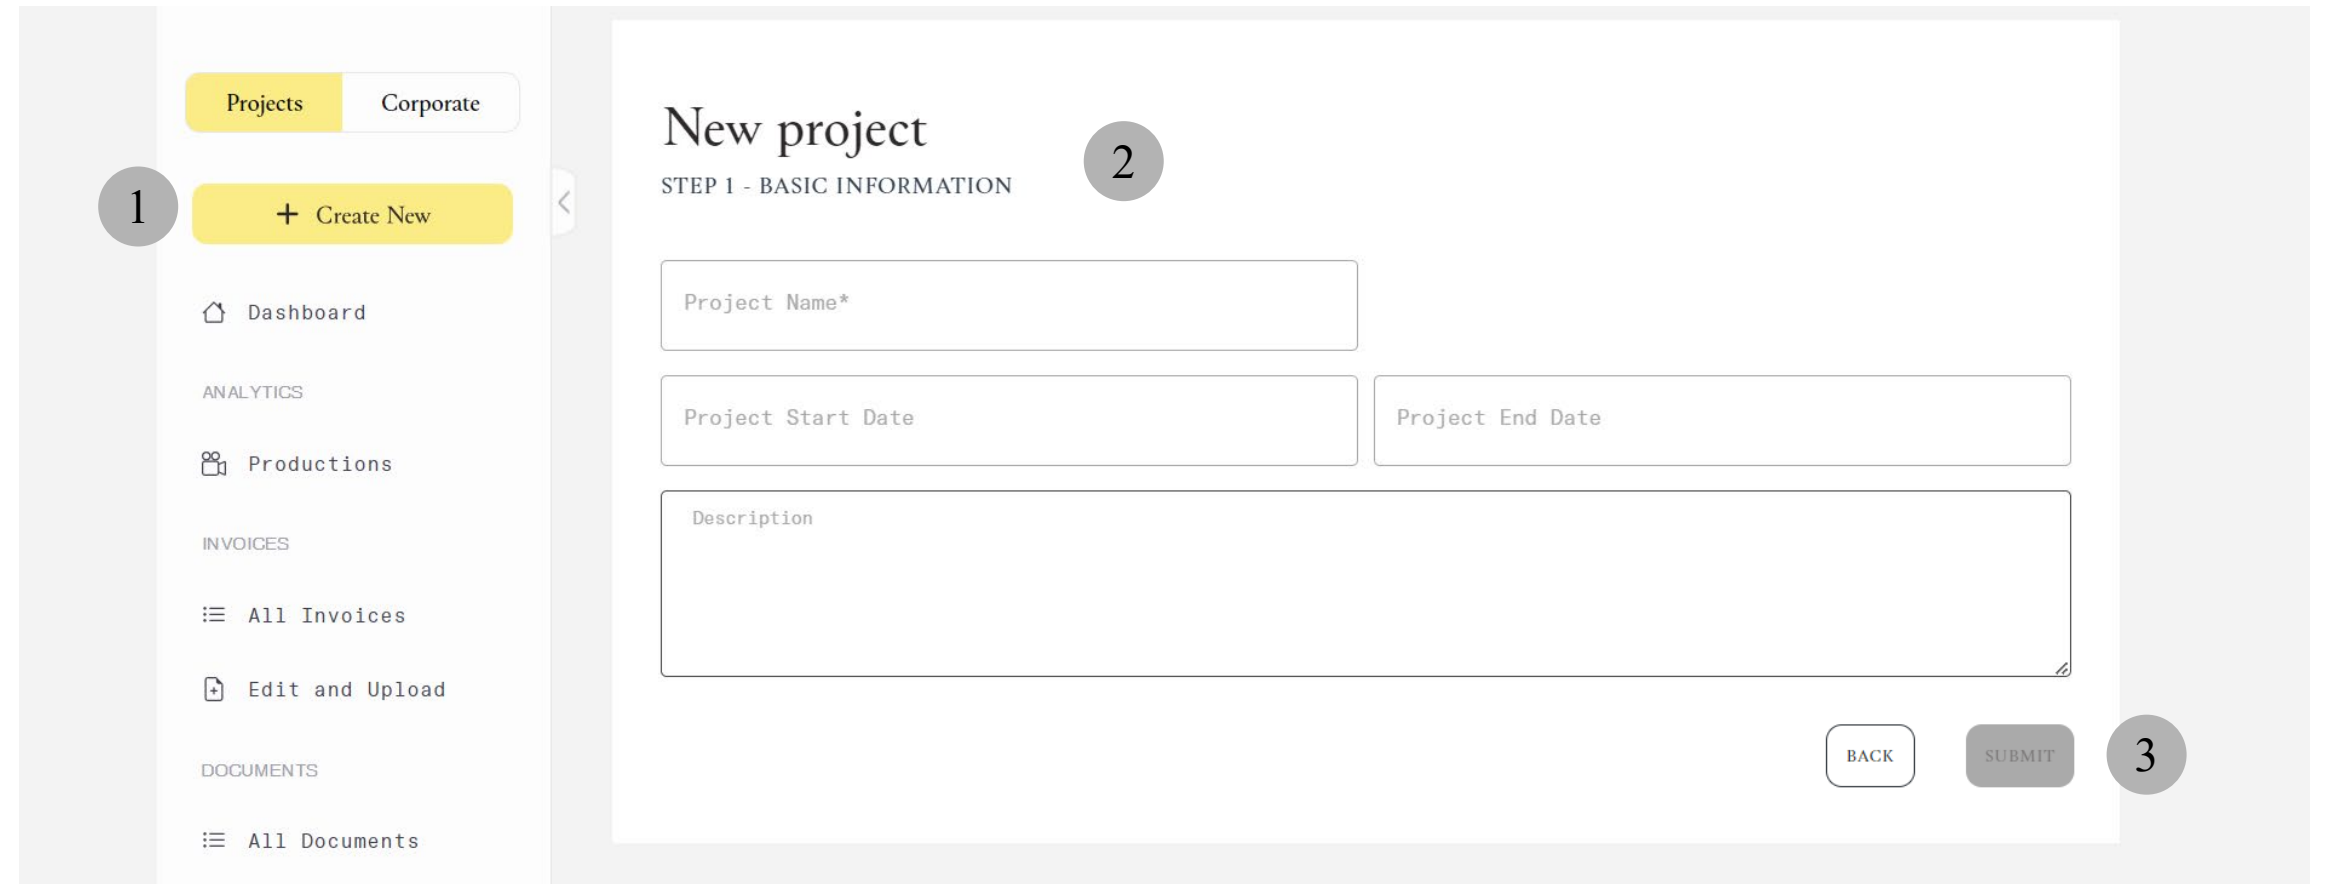 Projects
Corporate
1
+ Create New
Dashboard
ANALYTICS
Productions
INVOICES
All Invoices
Edit and Upload
DOCUMENTS
All Documents
New project
2
STEP 1 - BASIC INFORMATION
Project Name*
Project Start Date
Project End Date
Description
BACK
SUBMIT
3